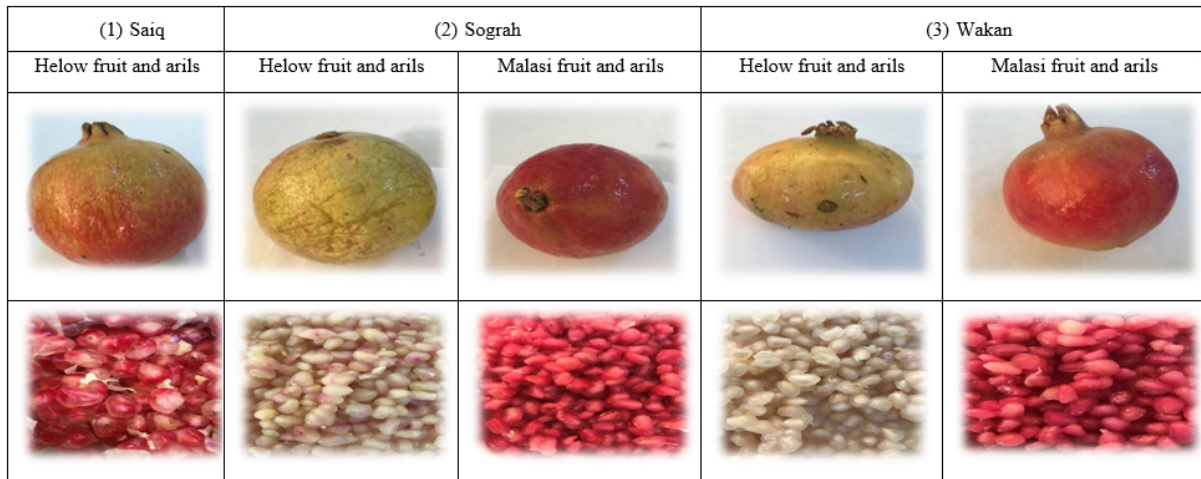 (1) Saiq
(2) Sograh
(3) Wakan
Helow fruit and arils
Helow fruit and arils
Malasi fruit and arils
Helow fruit and arils
Malasi fruit and arils